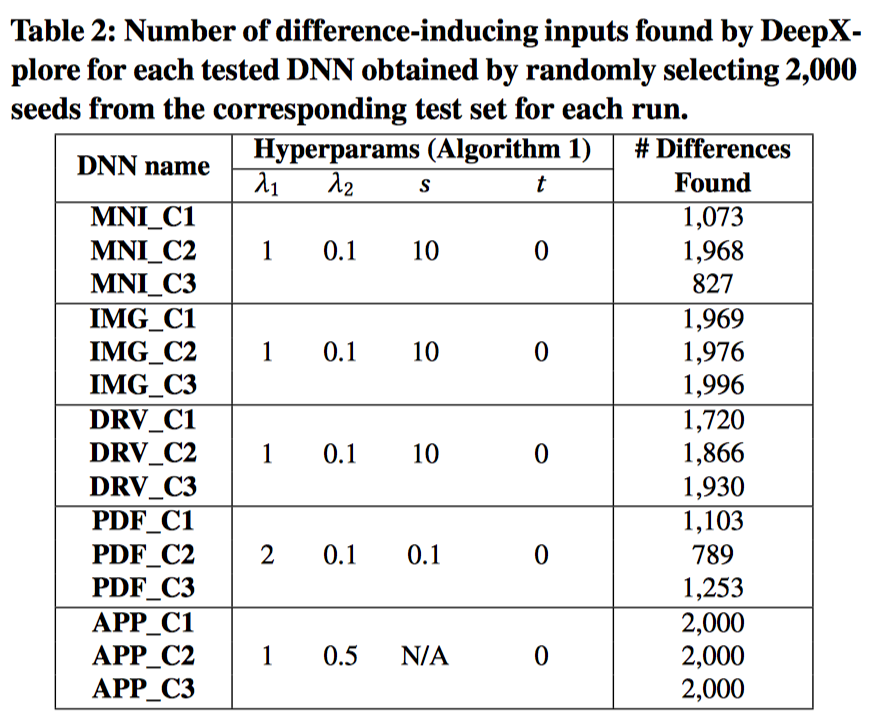 Table 2: Number of difference-inducing inputs found by DeepX-
plore for each tested DNN obtained by randomly selecting 2,000
seeds from the corresponding test set for each run.
DNN name Hyperparams (Algorithm 1) # Differences Found
λ1 λ2 s t
MNI_C1 1,073
MNI_C2 1 0.1 10 0 1,968
MNI_C3 827
IMG_C1 1,969
IMG_C2 1 0.1 10 0 1,976
IMG_C3 1,996
DRV_C1 1,720
DRV_C2 1 0.1 10 0 1,866
DRV_C3 1,930
PDF_C1 1,103
PDF_C2 2 0.1 0.1 0 789
PDF_C3 1,253
APP_C1 2,000
APP_C2 1 0.5 N/A 0 2,000
APP_C3 2,000